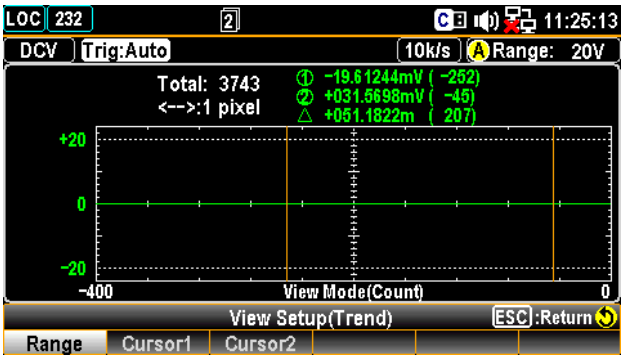 LOC 232 2 C 11:25:13
DCV Trig:Auto 10k/s A Range: 20V
Total: 3743
<-->:1 pixel
① -19.61244mV ( -252)
② +031.5698mV ( -45)
△ +051.1822m ( 207)
+20
0
-20
-400 View Mode(Count) 0
View Setup(Trend) ESC:Return
Range Cursor1 Cursor2